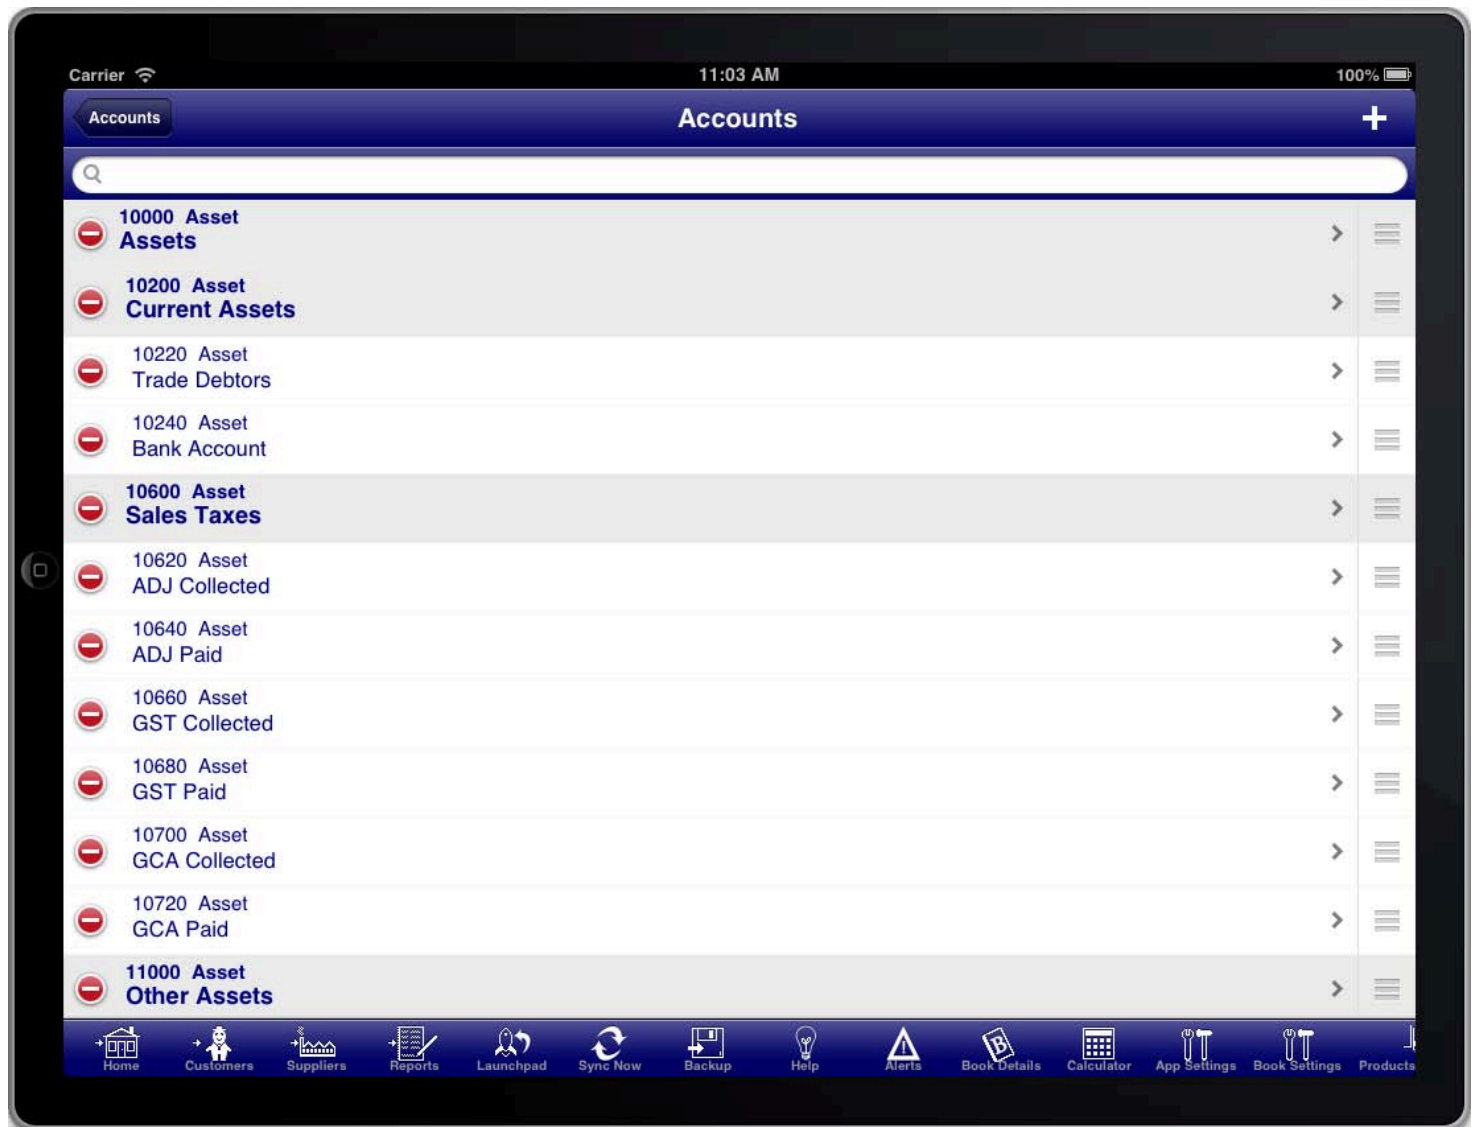 Carrier 11:03 AM 100%
Accounts Accounts +
10000 Asset
Assets
10200 Asset
Current Assets
10220 Asset
Trade Debtors
10240 Asset
Bank Account
10600 Asset
Sales Taxes
10620 Asset
ADJ Collected
10640 Asset
ADJ Paid
10660 Asset
GST Collected
10680 Asset
GST Paid
10700 Asset
GCA Collected
10720 Asset
GCA Paid
11000 Asset
Other Assets
Home Customers Suppliers Reports Launchpad Sync Now Backup Help Alerts Book Details Calculator App Settings Book Settings Products